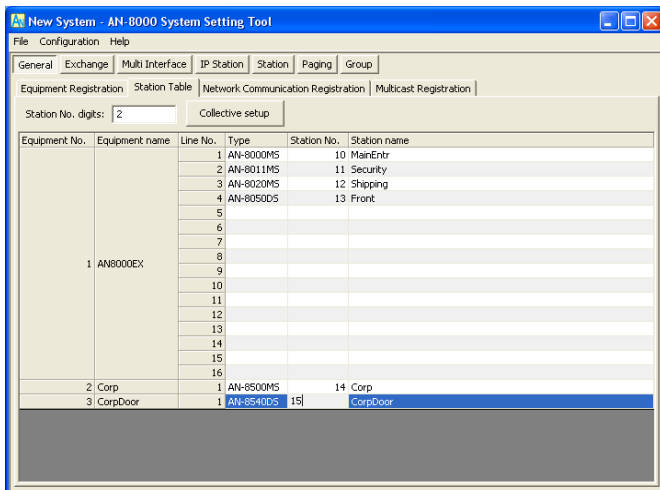 AN New System - AN-8000 System Setting Tool
File Configuration Help
General Exchange Multi Interface IP Station Station Paging Group
Equipment Registration Station Table Network Communication Registration Multicast Registration
Station No. digits: 2 Collective setup
Equipment No. Equipment name Line No. Type Station No. Station name
1 AN-8000MS 10 MainEntr
2 AN-8011MS 11 Security
3 AN-8020MS 12 Shipping
4 AN-8050DS 13 Front
5
6
7
8
1 AN8000EX
9
10
11
12
13
14
15
16
2 Corp 1 AN-8500MS 14 Corp
3 CorpDoor 1 AN-8540DS 15 CorpDoor